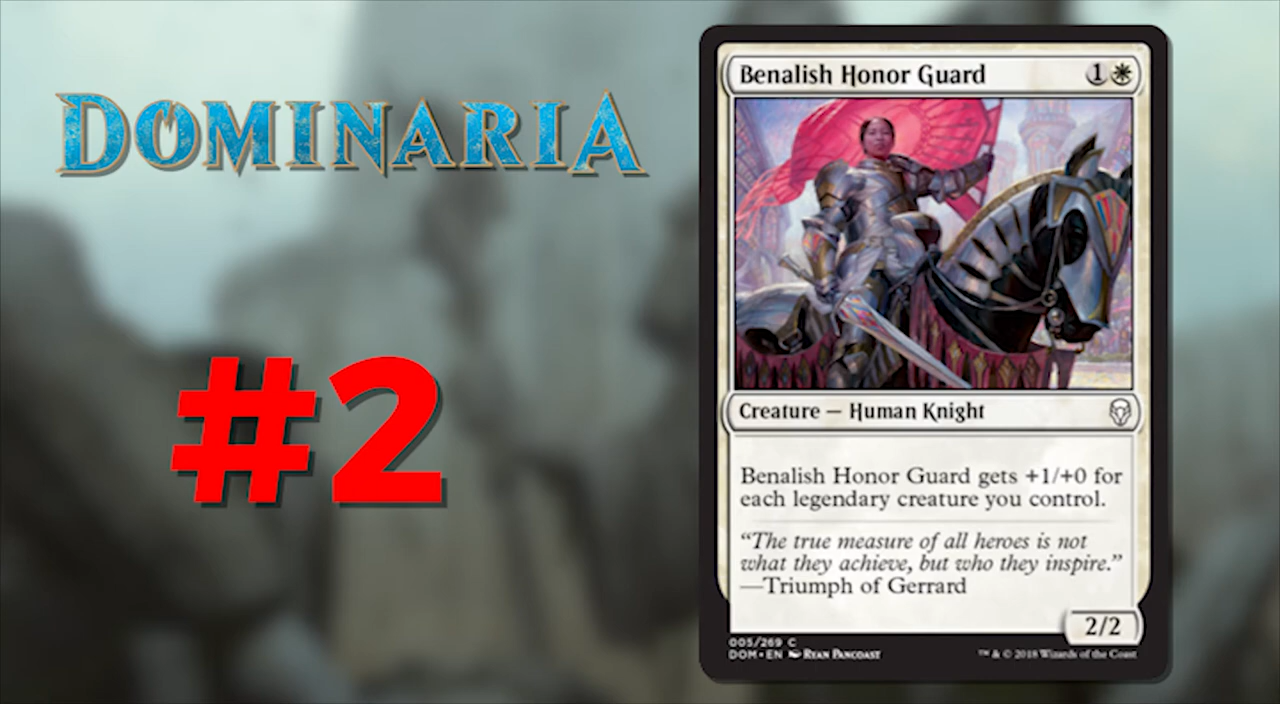 DOMINARIA
#2
Benalish Honor Guard 1
Creature — Human Knight
Benalish Honor Guard gets +1/+0 for
each legendary creature you control.
“The true measure of all heroes is not
what they achieve, but who they inspire.”
—Triumph of Gerrard
2/2
005/269 C
DOM • EN RYAN PANCOAST
™ & © 2018 Wizards of the Coast